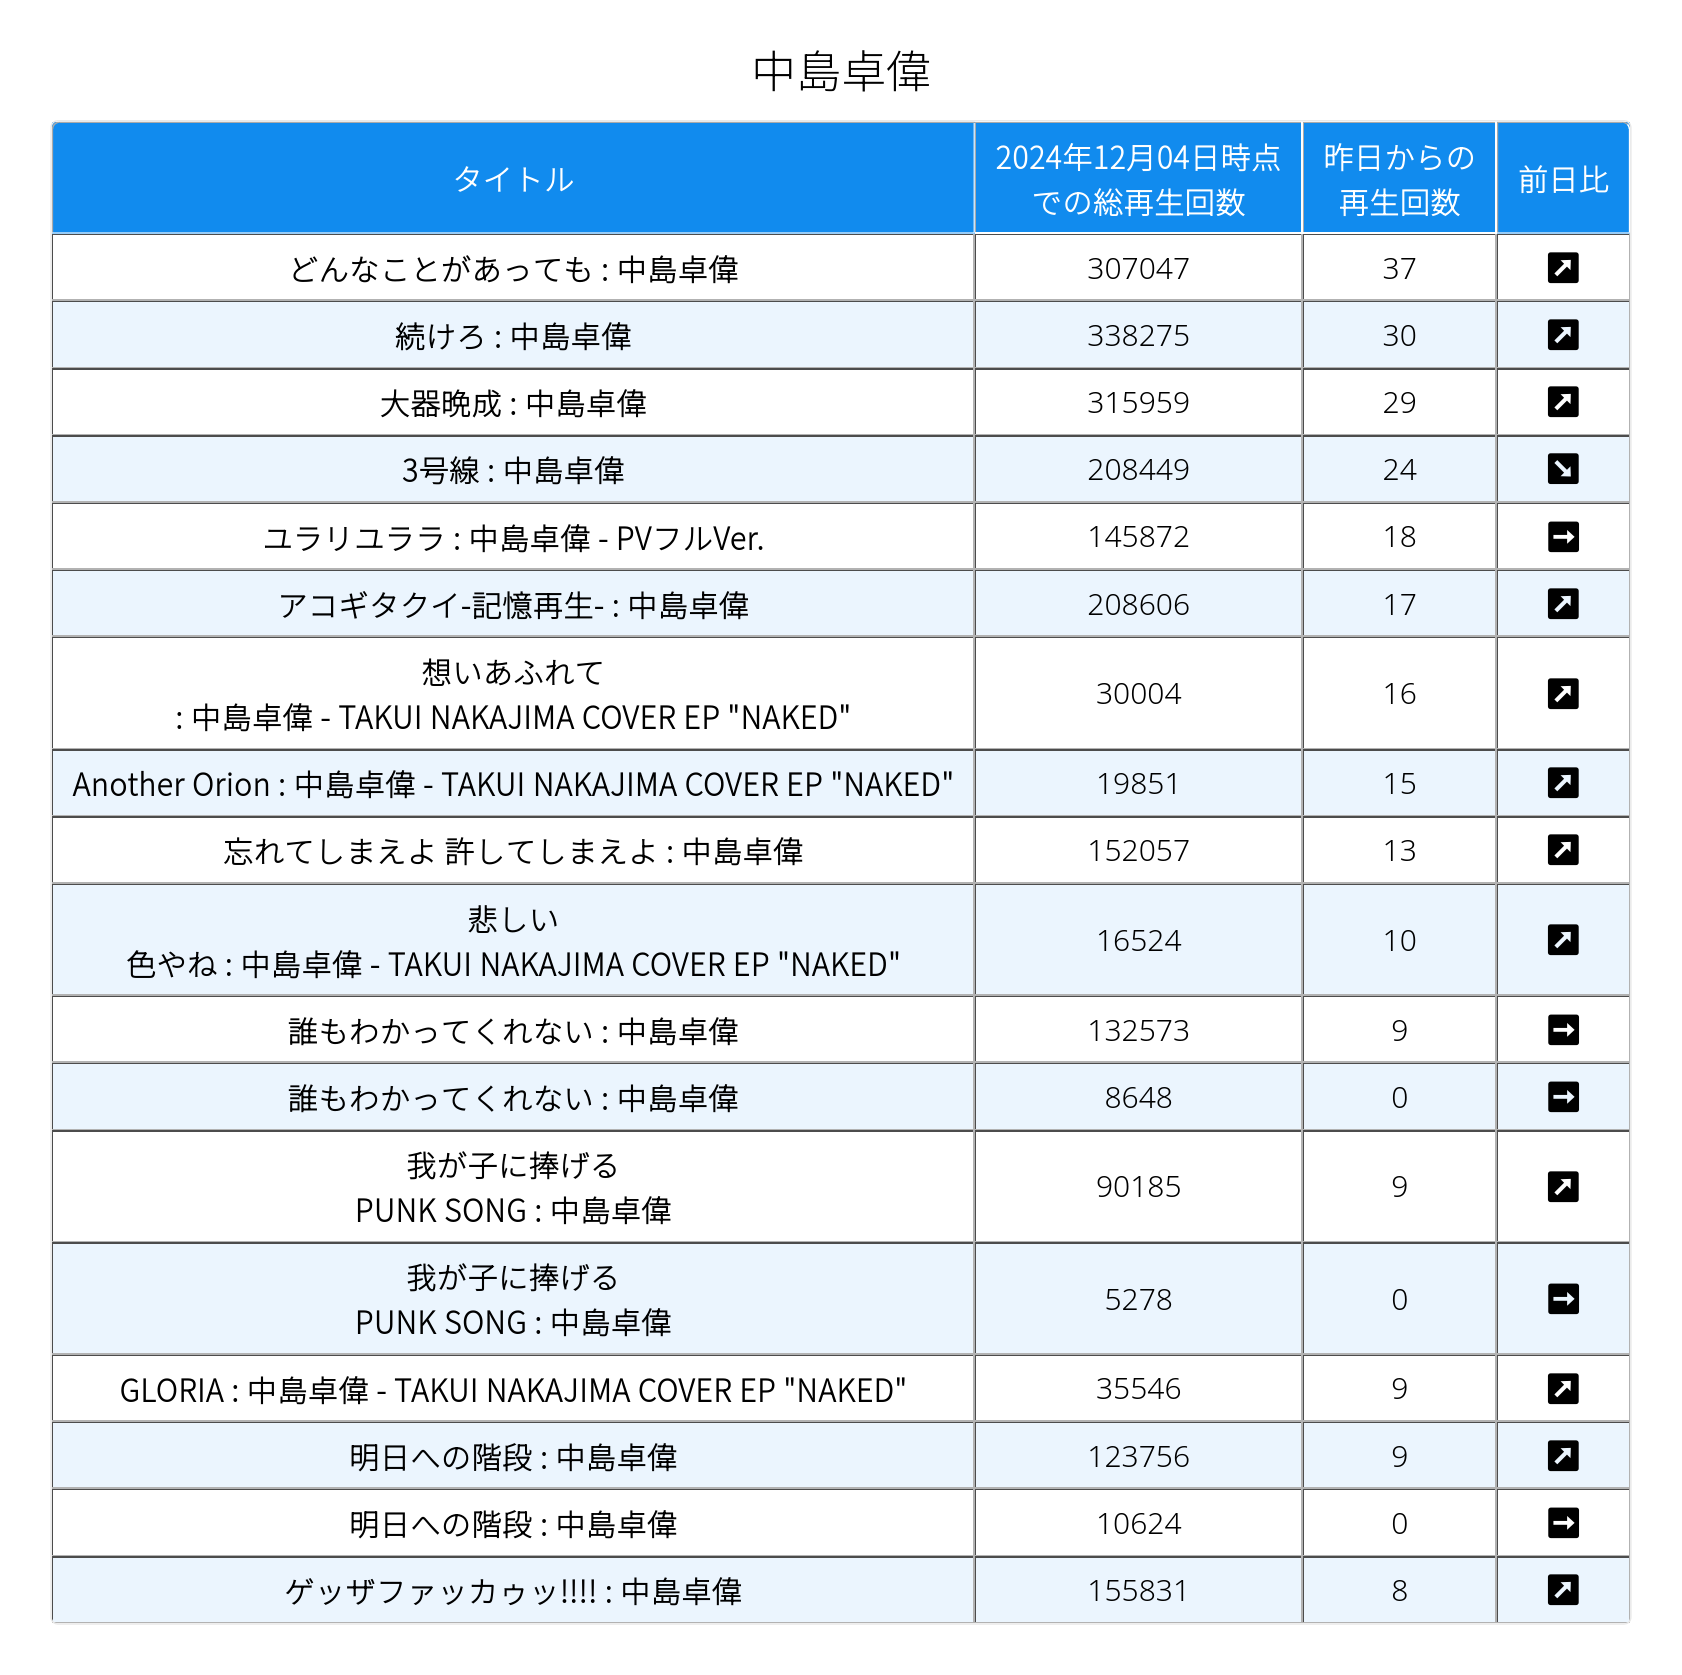 中島卓偉
タイトル
2024年12月04日時点
での総再生回数
昨日からの
再生回数
前日比
どんなことがあっても : 中島卓偉 307047 37 ↗
続けろ : 中島卓偉 338275 30 ↗
大器晩成 : 中島卓偉 315959 29 ↗
3号線 : 中島卓偉 208449 24 ↘
ユラリユララ : 中島卓偉 - PVフルVer. 145872 18 →
アコギタクイ-記憶再生- : 中島卓偉 208606 17 ↗
想いあふれて
: 中島卓偉 - TAKUI NAKAJIMA COVER EP "NAKED" 30004 16 ↗
Another Orion : 中島卓偉 - TAKUI NAKAJIMA COVER EP "NAKED" 19851 15 ↗
忘れてしまえよ 許してしまえよ : 中島卓偉 152057 13 ↗
悲しい
色やね : 中島卓偉 - TAKUI NAKAJIMA COVER EP "NAKED" 16524 10 ↗
誰もわかってくれない : 中島卓偉 132573 9 →
誰もわかってくれない : 中島卓偉 8648 0 →
我が子に捧げる
PUNK SONG : 中島卓偉 90185 9 ↗
我が子に捧げる
PUNK SONG : 中島卓偉 5278 0 →
GLORIA : 中島卓偉 - TAKUI NAKAJIMA COVER EP "NAKED" 35546 9 ↗
明日への階段 : 中島卓偉 123756 9 ↗
明日への階段 : 中島卓偉 10624 0 →
ゲッザファッカゥッ!!!! : 中島卓偉 155831 8 ↗